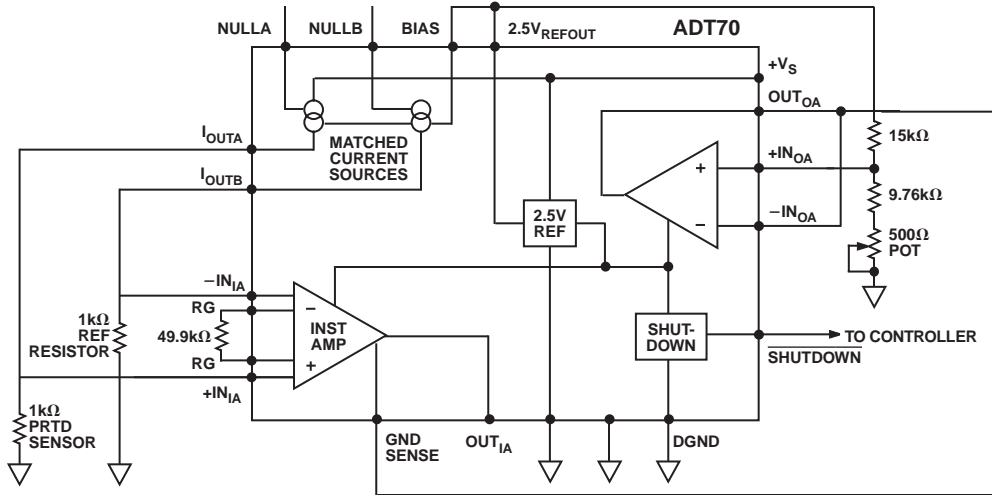 NULLA NULLB BIAS 2.5VREFOUT ADT70
+VS
OUTOA
IOUTA
MATCHED
CURRENT
SOURCES
15kΩ
+INOA
IOUTB
+
9.76kΩ
2.5V
REF
−
−INOA
500Ω
POT
−INIA
RG
−
1kΩ
REF
RESISTOR
49.9kΩ
INST
AMP
SHUT-
DOWN
TO CONTROLLER
SHUTDOWN
RG
+
+INIA
1kΩ
PRTD
SENSOR
GND
SENSE
OUTIA
DGND